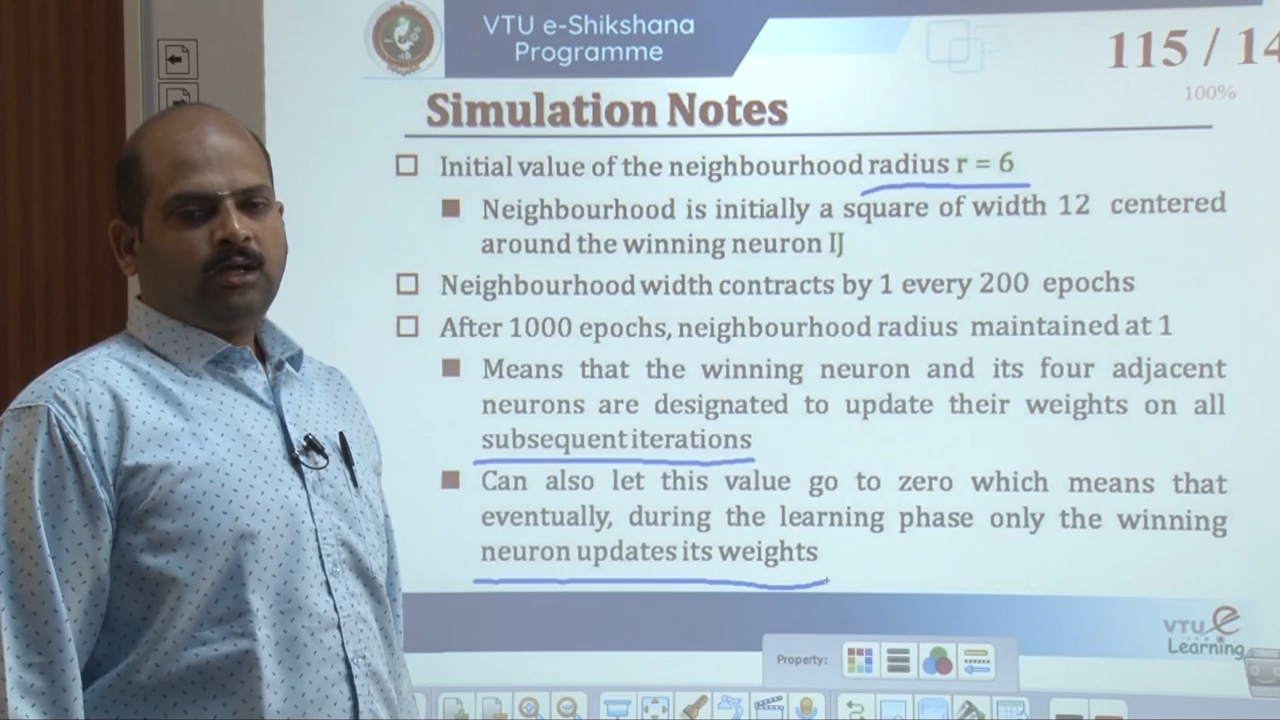 VTU e-Shikshana
Programme
115 / 14
100%
Simulation Notes
Initial value of the neighbourhood radius r = 6
Neighbourhood is initially a square of width 12 centered
around the winning neuron IJ
Neighbourhood width contracts by 1 every 200 epochs
After 1000 epochs, neighbourhood radius maintained at 1
Means that the winning neuron and its four adjacent
neurons are designated to update their weights on all
subsequent iterations
Can also let this value go to zero which means that
eventually, during the learning phase only the winning
neuron updates its weights
VTU e
Learning
Property: